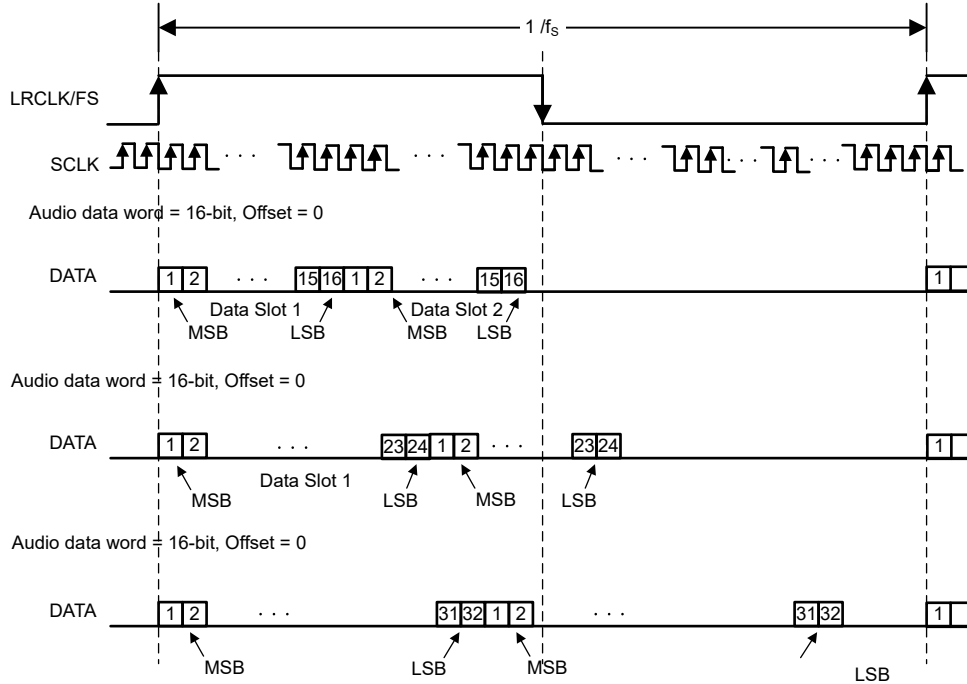 1 /fS
LRCLK/FS
SCLK · · · · · · · · · · · · · · ·
Audio data word = 16-bit, Offset = 0
DATA 1 2 · · · 15 16 1 2 · · · 15 16 1
Data Slot 1 Data Slot 2
MSB LSB MSB LSB
Audio data word = 16-bit, Offset = 0
DATA 1 2 · · · 23 24 1 2 · · · 23 24 1
Data Slot 1
MSB LSB MSB LSB
Audio data word = 16-bit, Offset = 0
DATA 1 2 · · · 31 32 1 2 · · · 31 32 1
MSB LSB MSB LSB